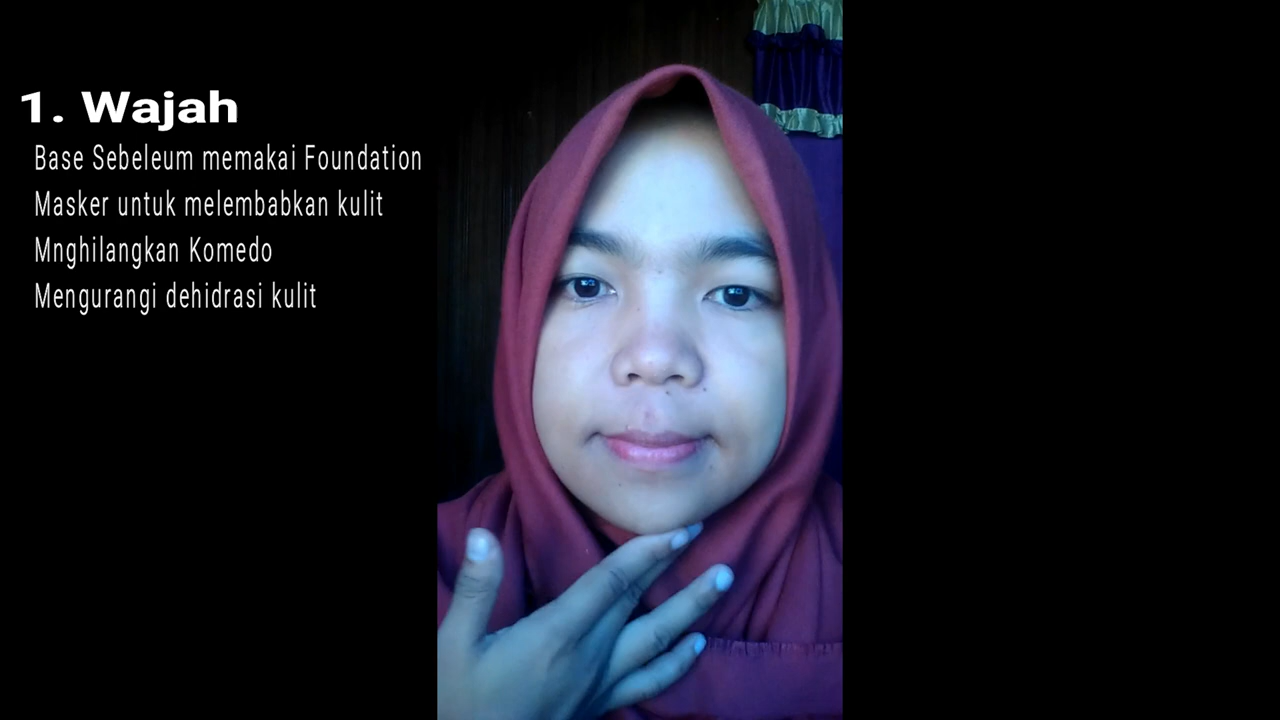 1. Wajah
Base Sebeleum memakai Foundation
Masker untuk melembabkan kulit
Mnghilangkan Komedo
Mengurangi dehidrasi kulit